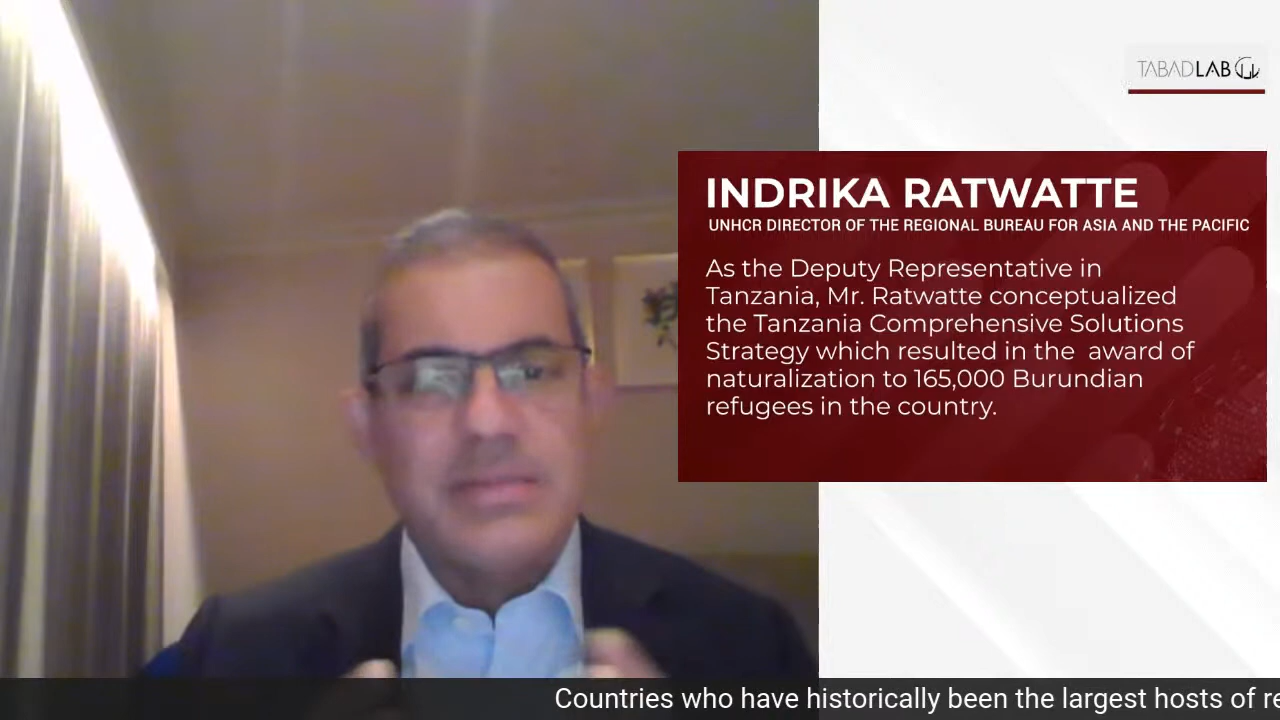 TABADLAB
INDRIKA RATWATTE
UNHCR DIRECTOR OF THE REGIONAL BUREAU FOR ASIA AND THE PACIFIC
As the Deputy Representative in
Tanzania, Mr. Ratwatte conceptualized
the Tanzania Comprehensive Solutions
Strategy which resulted in the award of
naturalization to 165,000 Burundian
refugees in the country.
Countries who have historically been the largest hosts of re